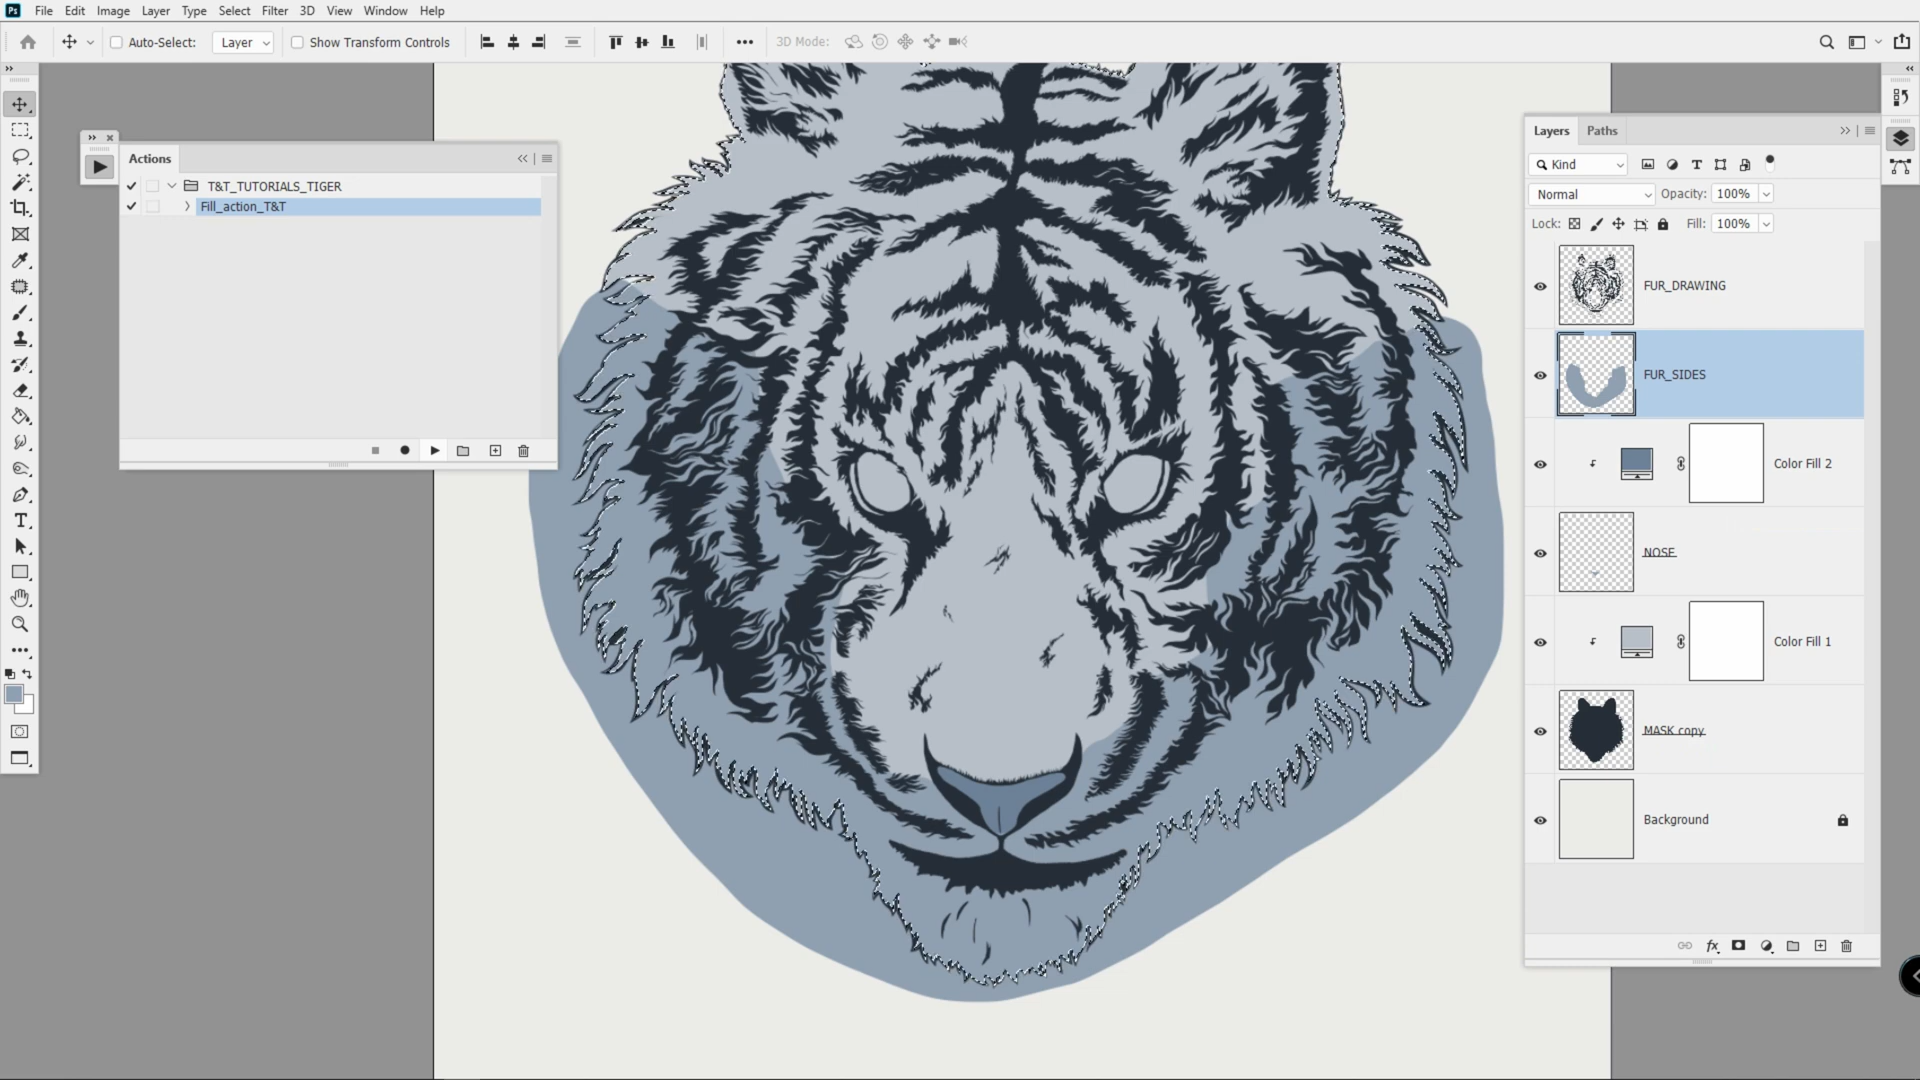 Ps File Edit Image Layer Type Select Filter 3D View Window Help
Auto-Select: Layer Show Transform Controls 3D Mode:
Actions
T&T_TUTORIALS_TIGER
Fill_action_T&T
Layers Paths
Kind
Normal Opacity: 100%
Lock: Fill: 100%
FUR_DRAWING
FUR_SIDES
Color Fill 2
NOSE
Color Fill 1
MASK copy
Background
fx